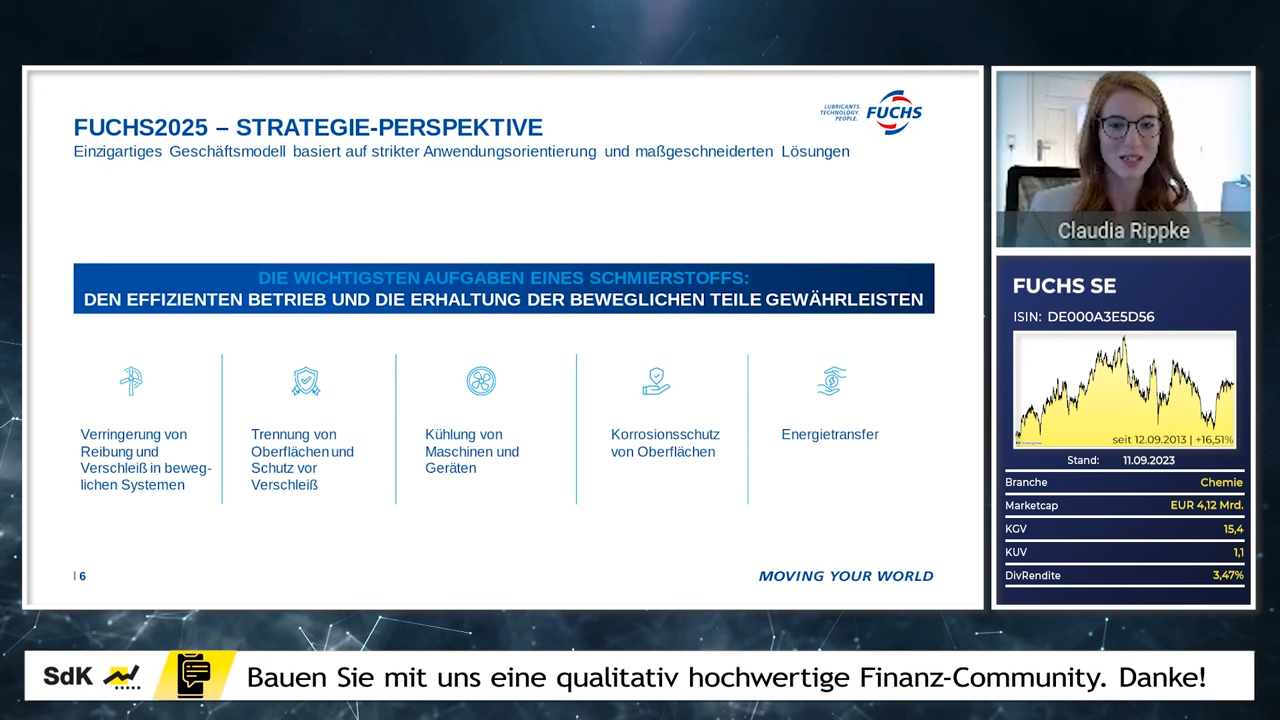 FUCHS2025 – STRATEGIE-PERSPEKTIVE
Einzigartiges Geschäftsmodell basiert auf strikter Anwendungsorientierung und maßgeschneiderten Lösungen
LUBRICANTS.
TECHNOLOGY.
PEOPLE.
FUCHS
DIE WICHTIGSTEN AUFGABEN EINES SCHMIERSTOFFS:
DEN EFFIZIENTEN BETRIEB UND DIE ERHALTUNG DER BEWEGLICHEN TEILE GEWÄHRLEISTEN
Verringerung von
Reibung und
Verschleiß in beweg-
lichen Systemen
Trennung von
Oberflächen und
Schutz vor
Verschleiß
Kühlung von
Maschinen und
Geräten
Korrosionsschutz
von Oberflächen
Energietransfer
| 6
MOVING YOUR WORLD
Claudia Rippke
FUCHS SE
ISIN: DE000A3E5D56
seit 12.09.2013 | +16,51%
Stand: 11.09.2023
Branche Chemie
Marketcap EUR 4,12 Mrd.
KGV 15,4
KUV 1,1
DivRendite 3,47%
SdK
Bauen Sie mit uns eine qualitativ hochwertige Finanz-Community. Danke!